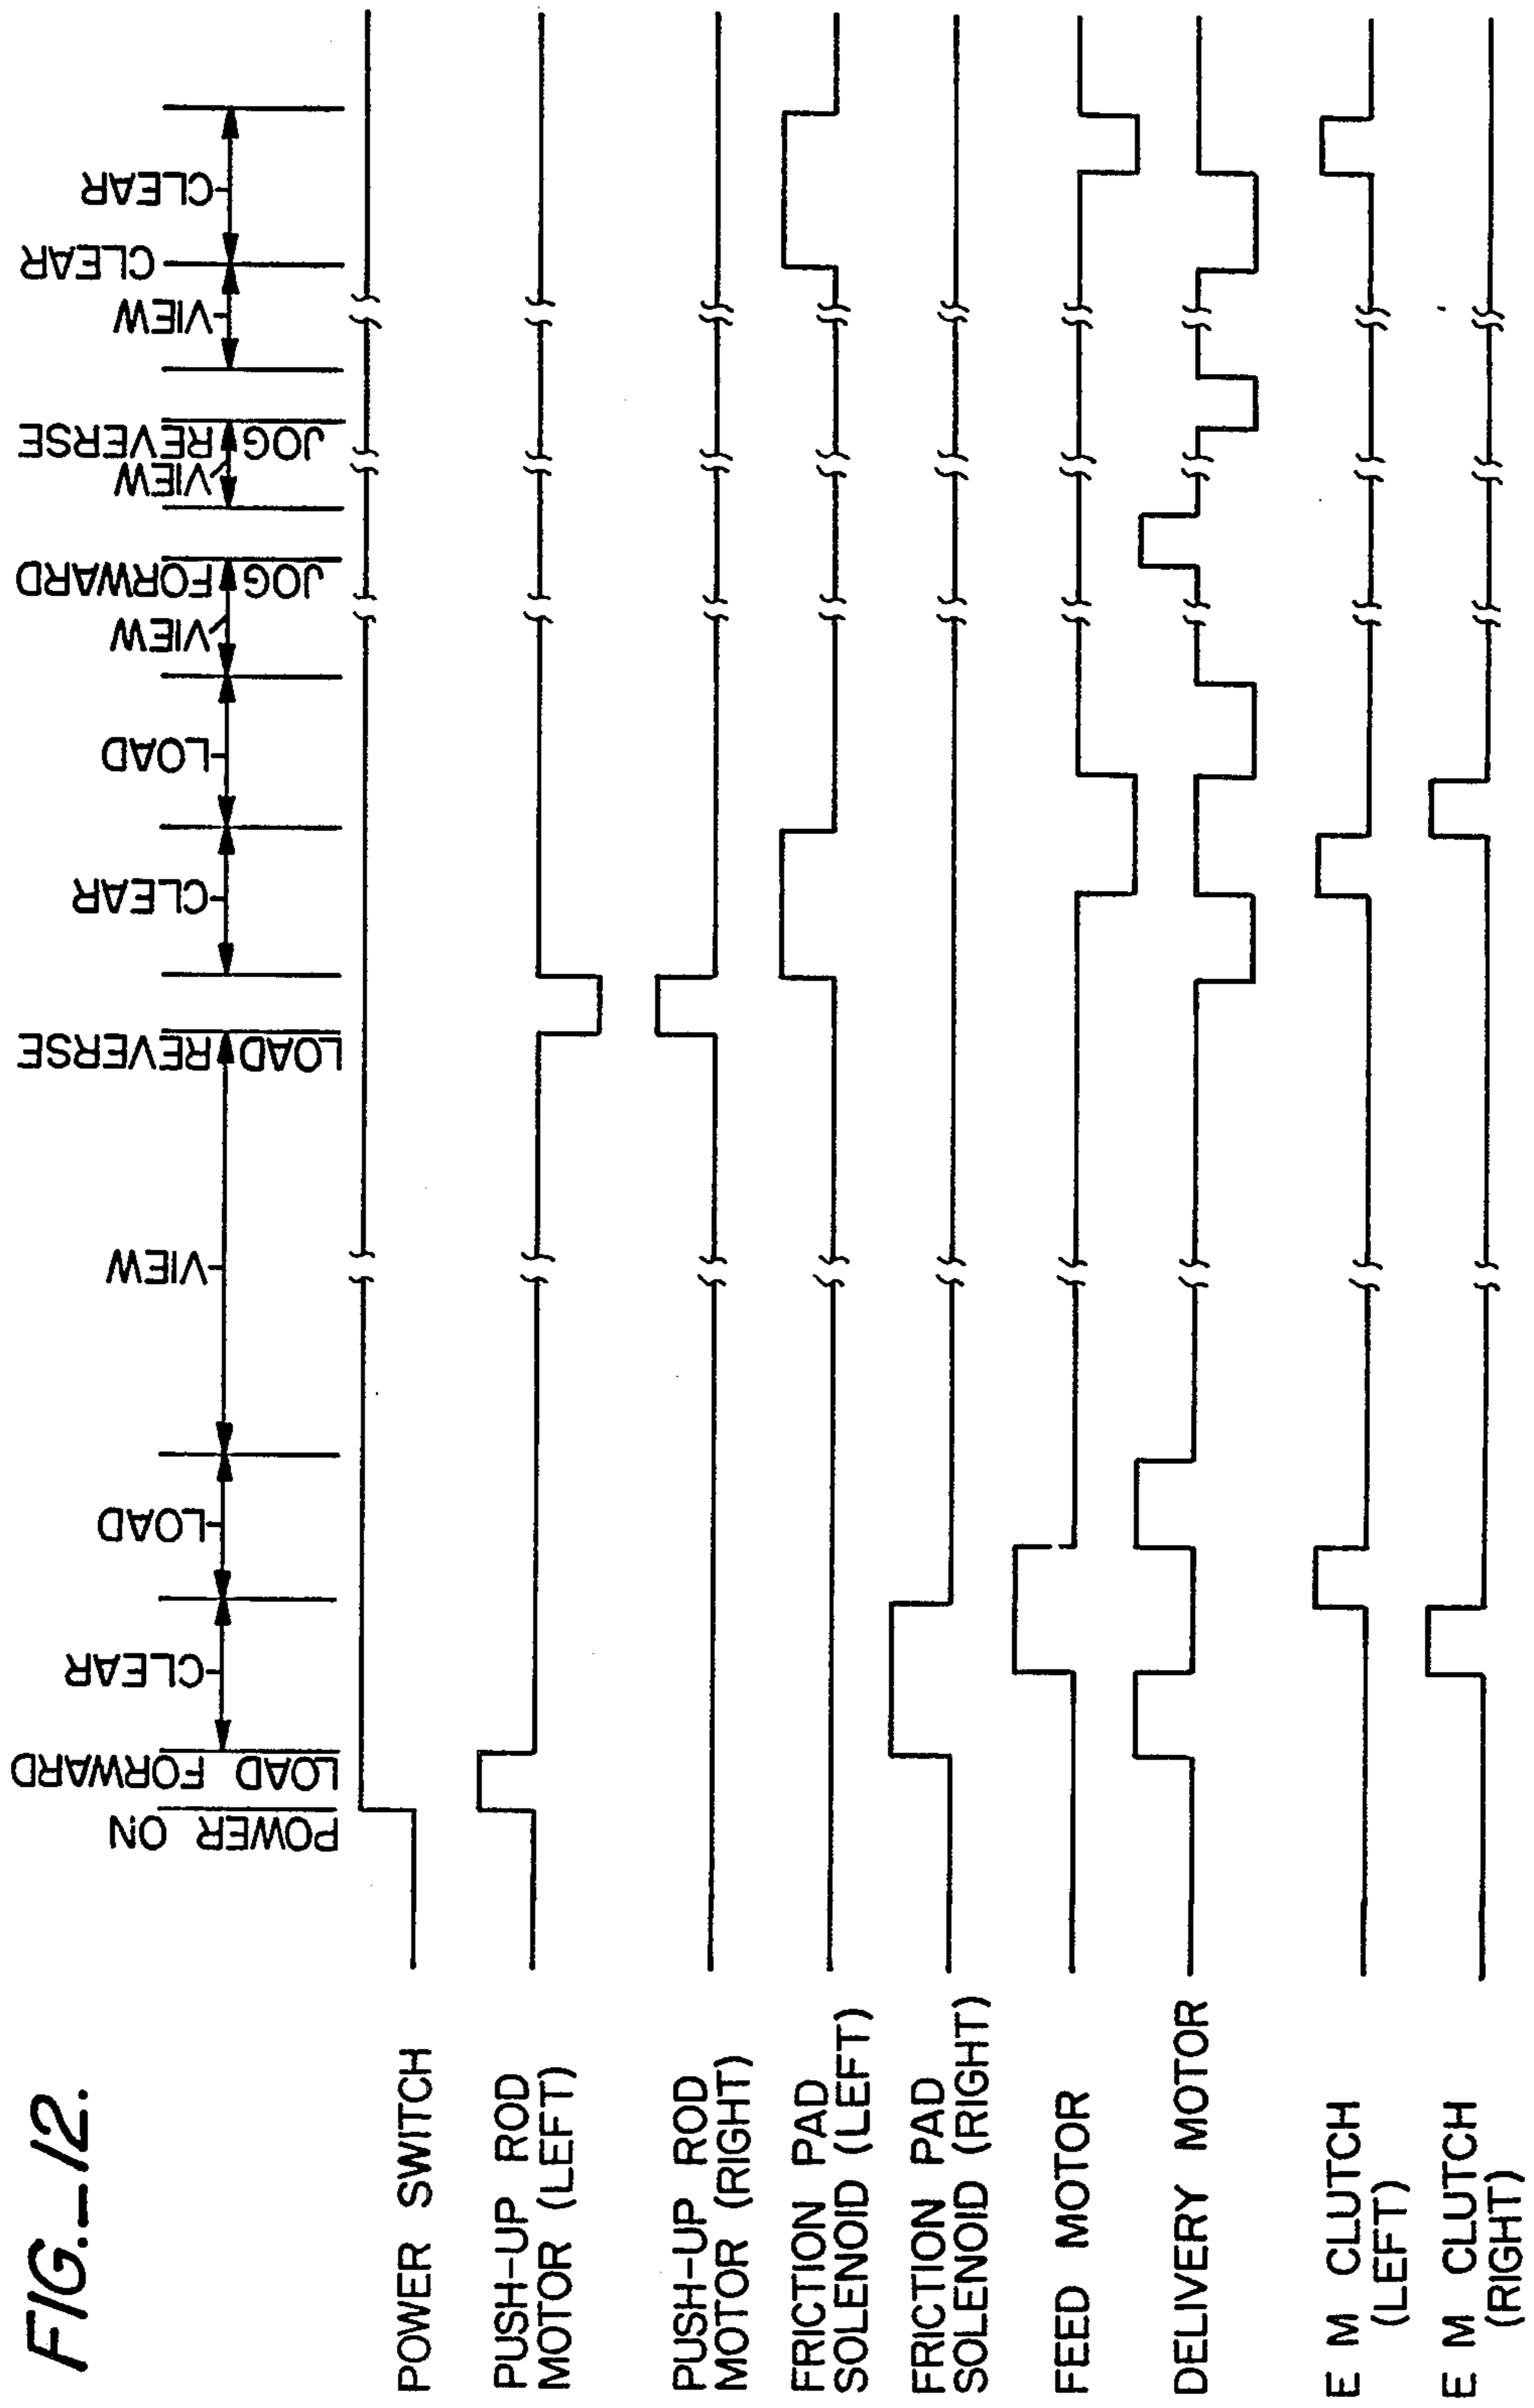 FIG._12.
POWER ON
LOAD FORWARD
CLEAR
LOAD
VIEW
LOAD REVERSE
CLEAR
LOAD
VIEW
JOG FORWARD
VIEW
JOG REVERSE
VIEW
CLEAR
CLEAR
POWER SWITCH
PUSH-UP ROD
MOTOR (LEFT)
PUSH-UP ROD
MOTOR (RIGHT)
FRICTION PAD
SOLENOID (LEFT)
FRICTION PAD
SOLENOID (RIGHT)
FEED MOTOR
DELIVERY MOTOR
E M CLUTCH
(LEFT)
E M CLUTCH
(RIGHT)